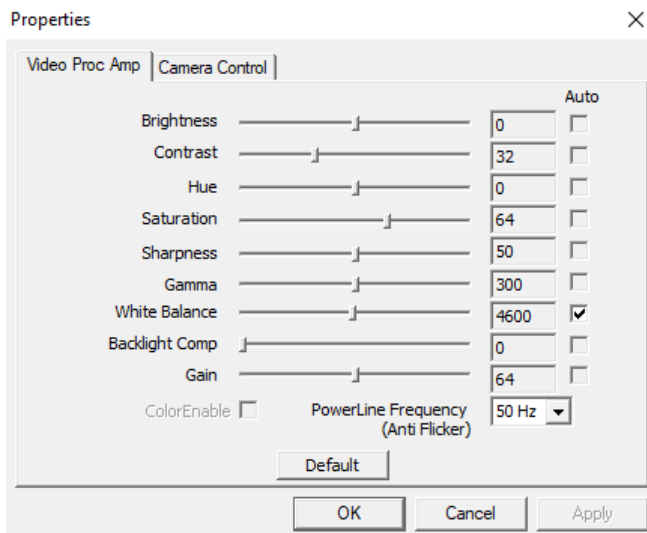 Properties
Video Proc Amp Camera Control
Auto
Brightness 0
Contrast 32
Hue 0
Saturation 64
Sharpness 50
Gamma 300
White Balance 4600
Backlight Comp 0
Gain 64
ColorEnable PowerLine Frequency 50 Hz
(Anti Flicker)
Default
OK Cancel Apply